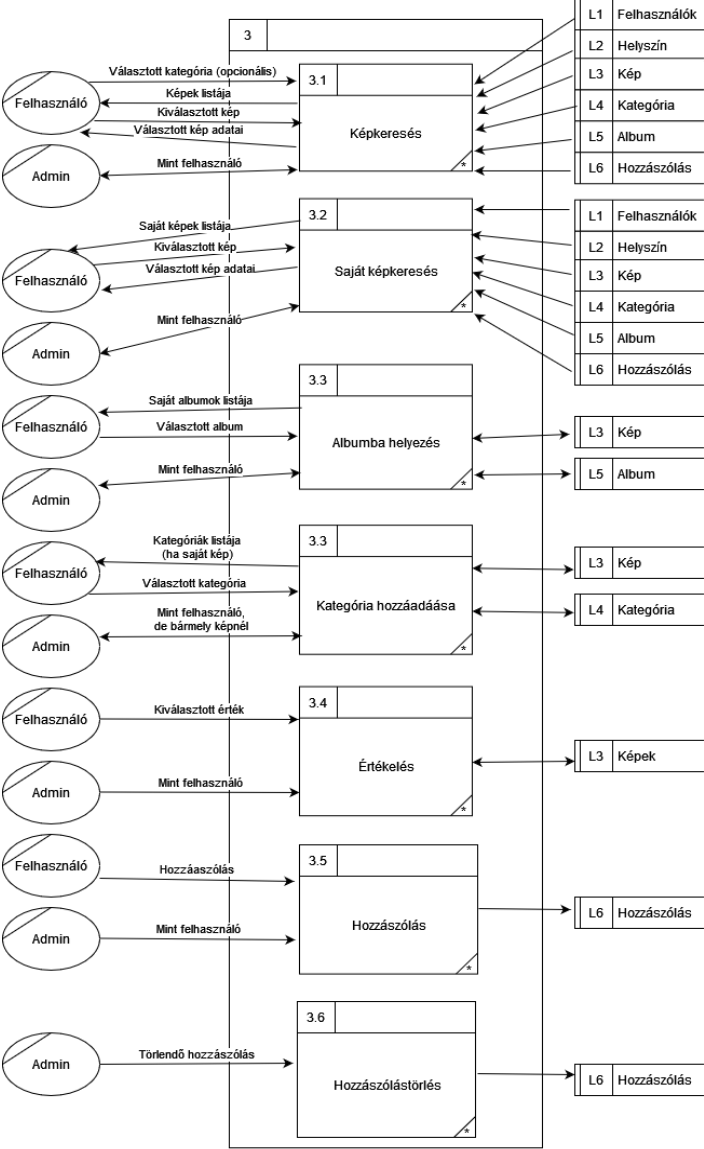 3
Választott kategória (opcionális)
Képek listája
Kiválasztott kép
Választott kép adatai
Felhasználó
Mint felhasználó
Admin
3.1
Képkeresés
*
L1 Felhasználók
L2 Helyszín
L3 Kép
L4 Kategória
L5 Album
L6 Hozzászólás
Saját képek listája
Kiválasztott kép
Választott kép adatai
Felhasználó
Mint felhasználó
Admin
3.2
Saját képkeresés
*
L1 Felhasználók
L2 Helyszín
L3 Kép
L4 Kategória
L5 Album
L6 Hozzászólás
Saját albumok listája
Felhasználó
Választott album
Mint felhasználó
Admin
3.3
Albumba helyezés
*
L3 Kép
L5 Album
Kategóriák listája
(ha saját kép)
Felhasználó
Választott kategória
Mint felhasználó,
de bármely képnél
Admin
3.3
Kategória hozzáadáása
*
L3 Kép
L4 Kategória
Kiválasztott érték
Felhasználó
Mint felhasználó
Admin
3.4
Értékelés
*
L3 Képek
Felhasználó
Hozzáaszólás
Mint felhasználó
Admin
3.5
Hozzászólás
*
L6 Hozzászólás
Admin
Törlendő hozzászólás
3.6
Hozzászólástörlés
*
L6 Hozzászólás